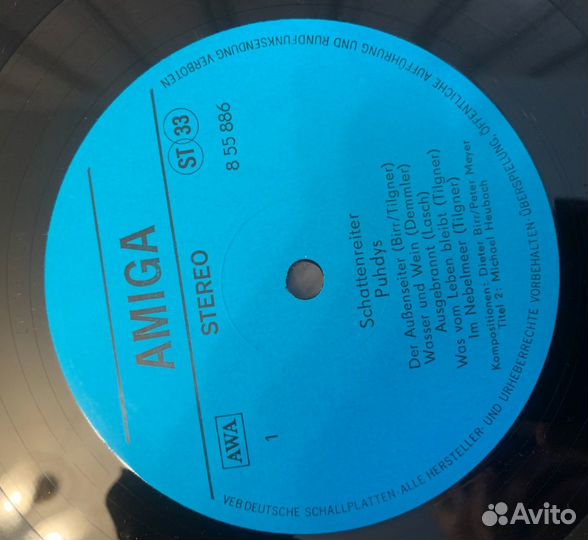 AMIGA
STEREO
ST 33
8 55 886
AWA
1
Schattenreiter
Puhdys
Der Außenseiter (Birr/Tilgner)
Wasser und Wein (Demmler)
Ausgebrannt (Lasch)
Was vom Leben bleibt (Tilgner)
Im Nebelmeer (Tilgner)
Kompositionen: Dieter Birr/Peter Meyer
Titel 2: Michael Heubach
VEB DEUTSCHE SCHALLPLATTEN · ALLE HERSTELLER- UND URHEBERRECHTE VORBEHALTEN ÜBERSPIELUNG, ÖFFENTLICHE AUFFÜHRUNG UND RUNDFUNKSENDUNG VERBOTEN
Avito